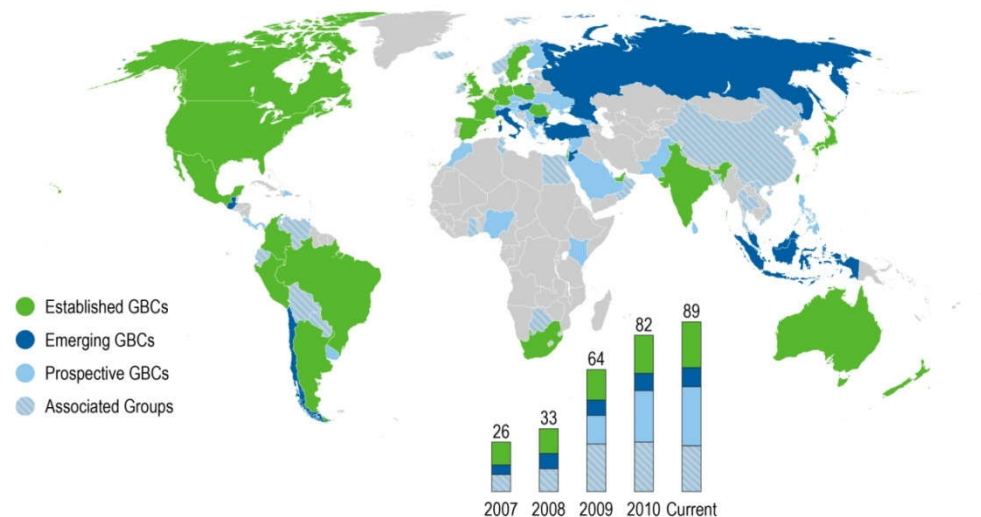 Established GBCs
Emerging GBCs
Prospective GBCs
Associated Groups
26
33
64
82
89
2007
2008
2009
2010
Current